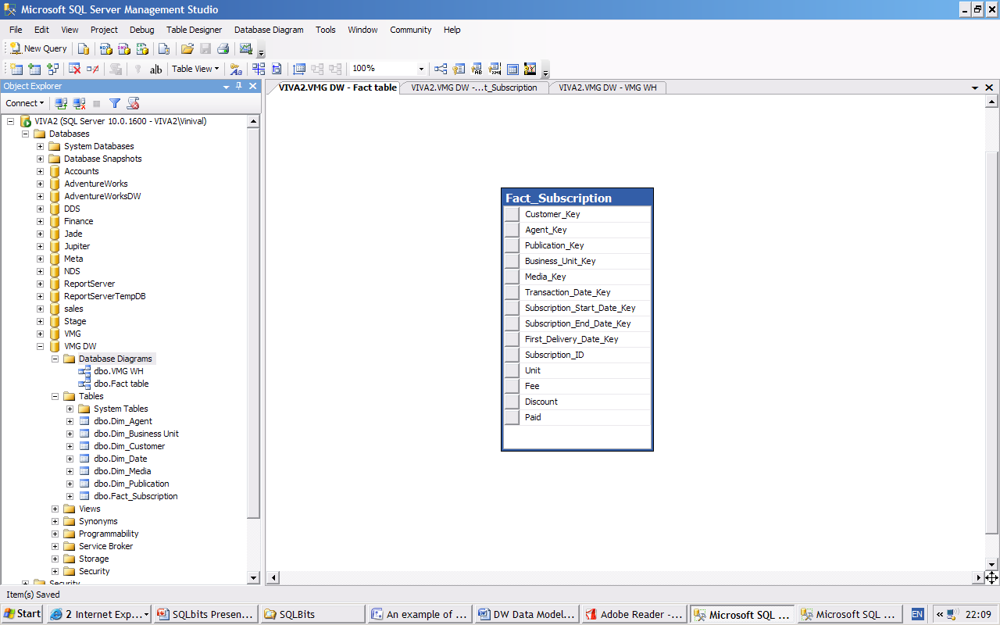 Microsoft SQL Server Management Studio
File Edit View Project Debug Table Designer Database Diagram Tools Window Community Help
New Query
Table View 100%
Object Explorer
VIVA2.VMG DW - Fact table VIVA2.VMG DW -...t_Subscription VIVA2.VMG DW - VMG WH
Connect
VIVA2 (SQL Server 10.0.1600 - VIVA2\Vinival)
Databases
System Databases
Database Snapshots
Accounts
AdventureWorks
AdventureWorksDW
DDS
Finance
Jade
Jupiter
Meta
NDS
ReportServer
ReportServerTempDB
sales
Stage
VMG
VMG DW
Database Diagrams
dbo.VMG WH
dbo.Fact table
Tables
System Tables
dbo.Dim_Agent
dbo.Dim_Business Unit
dbo.Dim_Customer
dbo.Dim_Date
dbo.Dim_Media
dbo.Dim_Publication
dbo.Fact_Subscription
Views
Synonyms
Programmability
Service Broker
Storage
Security
Security
Fact_Subscription
Customer_Key
Agent_Key
Publication_Key
Business_Unit_Key
Media_Key
Transaction_Date_Key
Subscription_Start_Date_Key
Subscription_End_Date_Key
First_Delivery_Date_Key
Subscription_ID
Unit
Fee
Discount
Paid
Item(s) Saved
Start 2 Internet Exp... SQLbits Presen... SQLBits An example of ... DW Data Model... Adobe Reader -... Microsoft SQL ... Microsoft SQL ... EN « 22:09